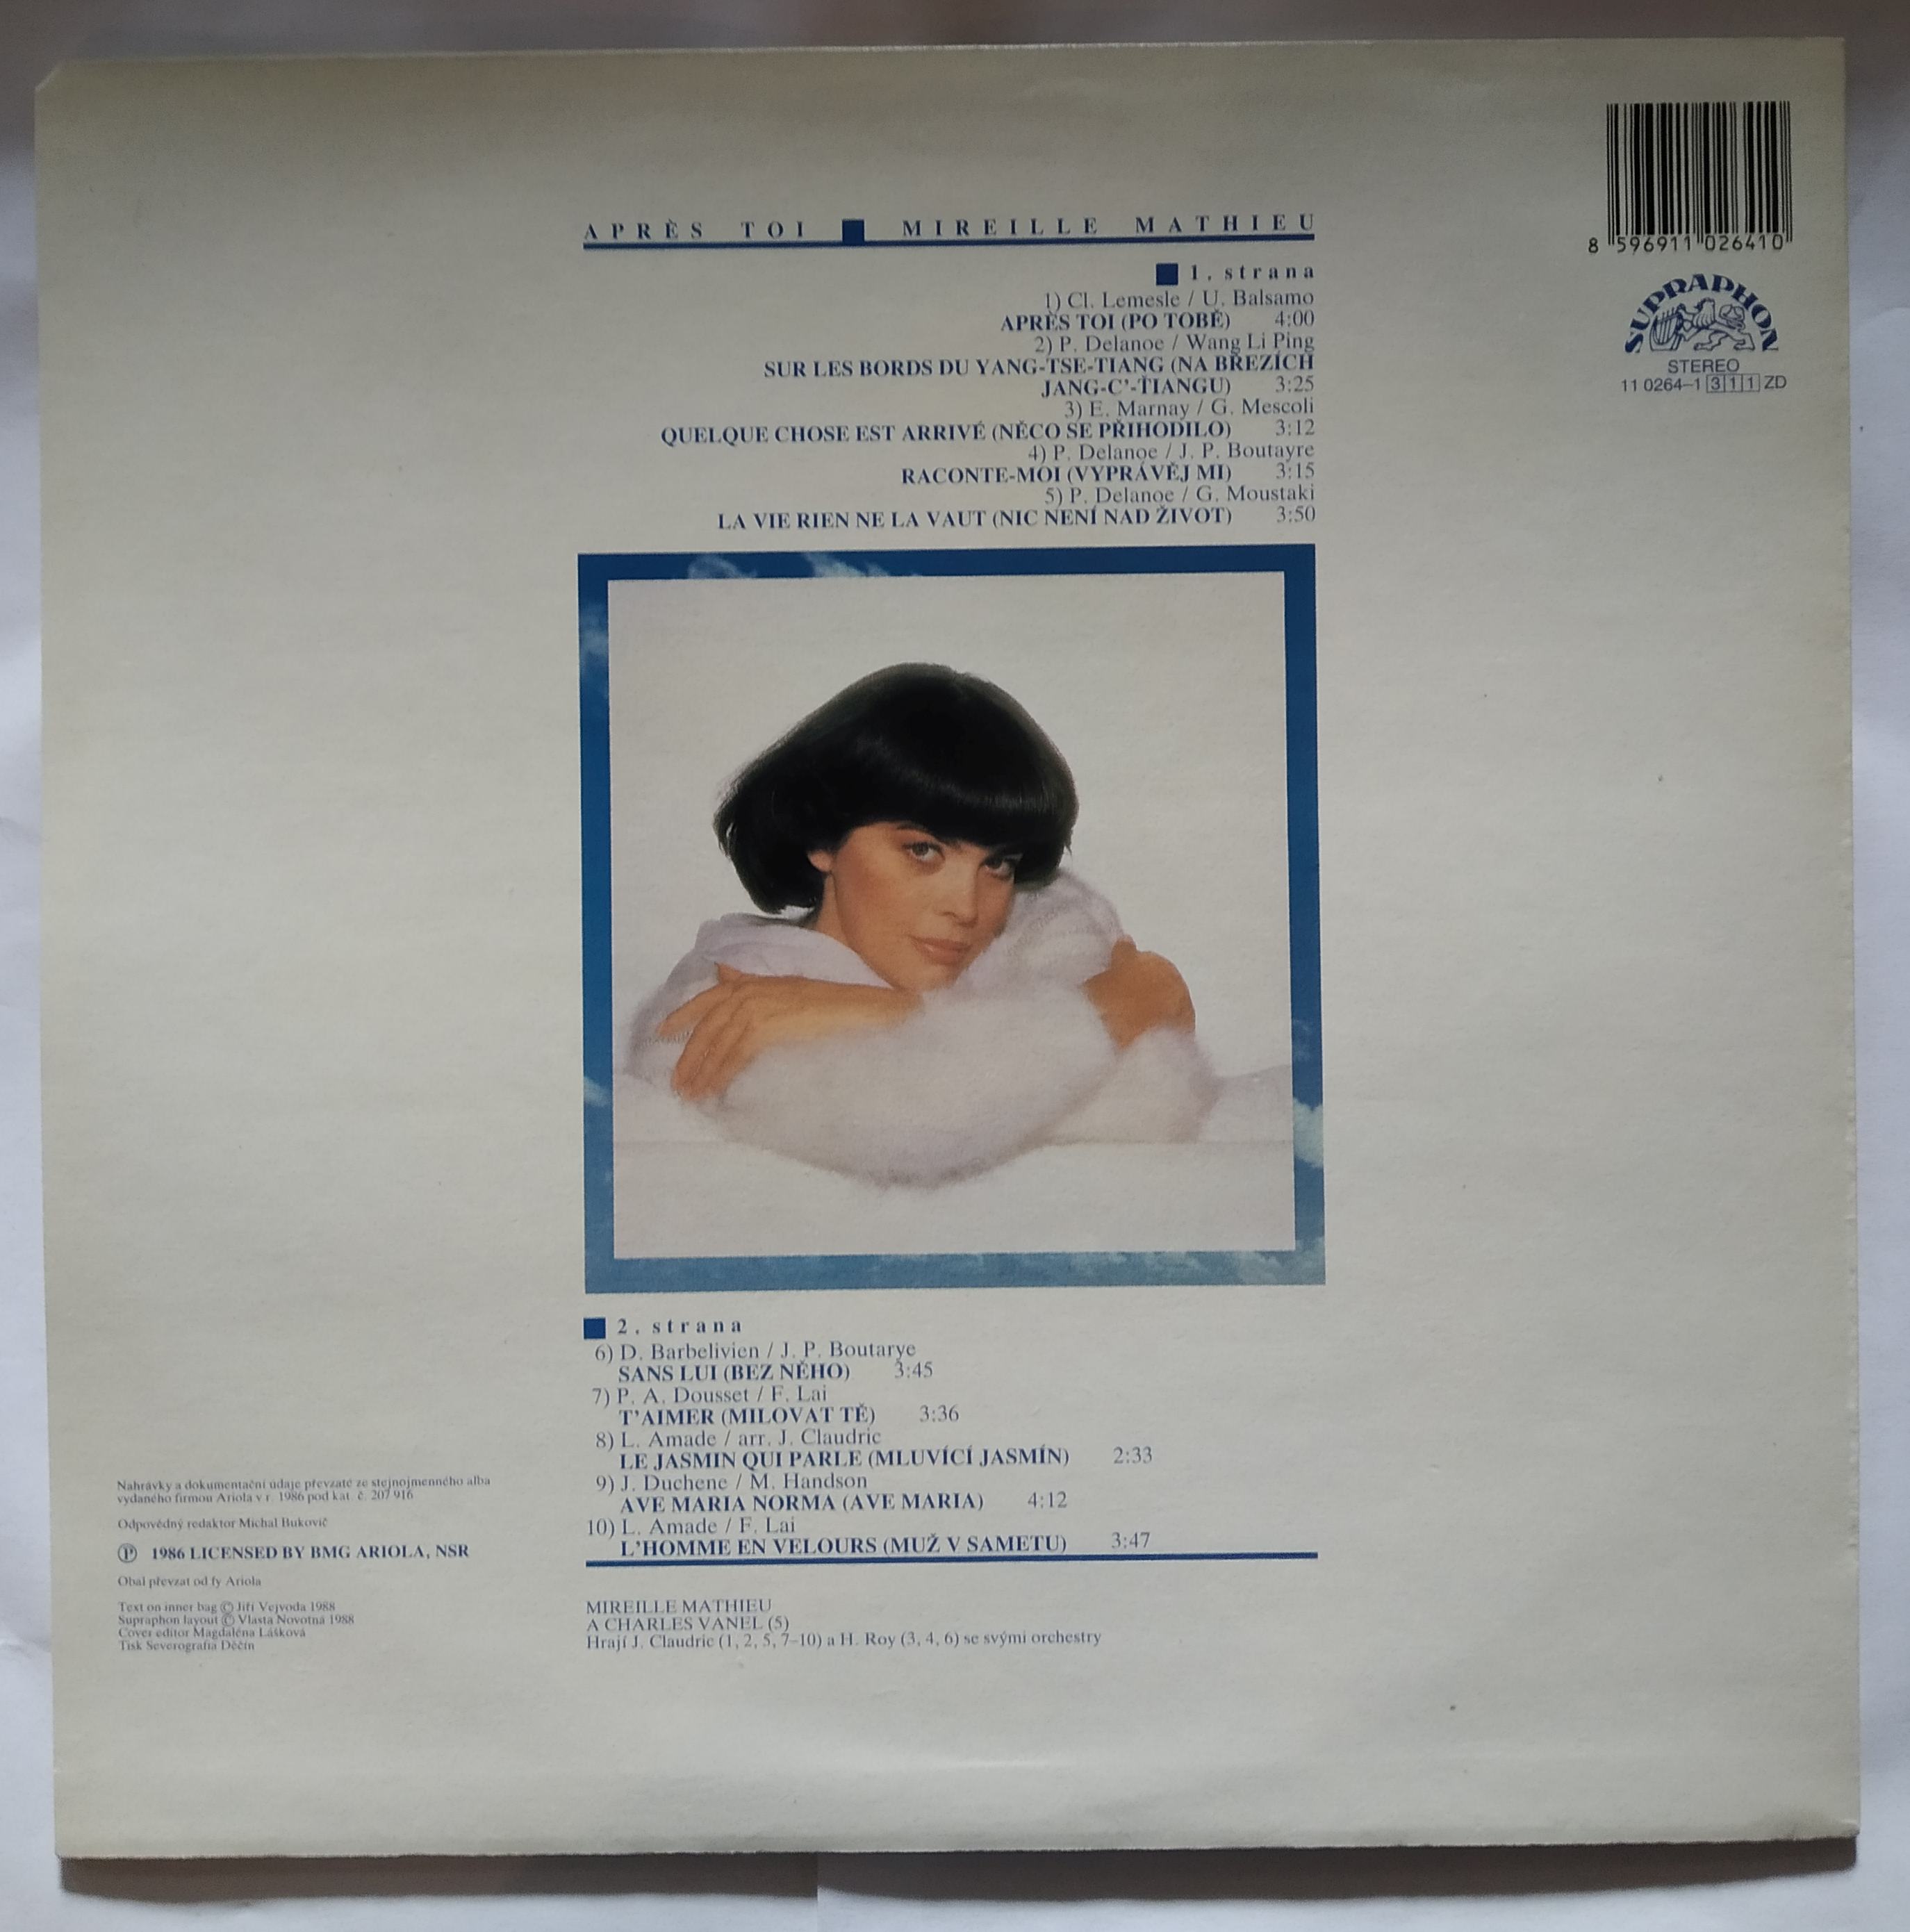 APRÈS TOI ■ MIREILLE MATHIEU
■ 1. strana
1) Cl. Lemesle / U. Balsamo
APRÈS TOI (PO TOBĚ) 4:00
2) P. Delanoe / Wang Li Ping
SUR LES BORDS DU YANG-TSE-TIANG (NA BŘEZÍCH
JANG-C'-ŤIANGU) 3:25
3) E. Marnay / G. Mescoli
QUELQUE CHOSE EST ARRIVÉ (NĚCO SE PŘIHODILO) 3:12
4) P. Delanoe / J. P. Boutayre
RACONTE-MOI (VYPRÁVĚJ MI) 3:15
5) P. Delanoe / G. Moustaki
LA VIE RIEN NE LA VAUT (NIC NENÍ NAD ŽIVOT) 3:50
8 596911 026410
SUPRAPHON
STEREO
11 0264-1 311 ZD
■ 2. strana
6) D. Barbelivien / J. P. Boutarye
SANS LUI (BEZ NĚHO) 3:45
7) P. A. Dousset / F. Lai
T'AIMER (MILOVAT TĚ) 3:36
8) L. Amade / arr. J. Claudric
LE JASMIN QUI PARLE (MLUVÍCÍ JASMÍN) 2:33
9) J. Duchene / M. Handson
AVE MARIA NORMA (AVE MARIA) 4:12
10) L. Amade / F. Lai
L'HOMME EN VELOURS (MUŽ V SAMETU) 3:47
MIREILLE MATHIEU
A CHARLES VANEL (5)
Hrají J. Claudric (1, 2, 5, 7–10) a H. Roy (3, 4, 6) se svými orchestry
Nahrávky a dokumentační údaje převzaté ze stejnojmenného alba
vydaného firmou Ariola v r. 1986 pod kat. č. 207 916
Odpovědný redaktor Michal Bukovič
Ⓟ 1986 LICENSED BY BMG ARIOLA, NSR
Obal převzat od fy Ariola
Text on inner bag © Jiří Vejvoda 1988
Supraphon layout © Vlasta Novotná 1988
Cover editor Magdaléna Lášková
Tisk Severografia Děčín